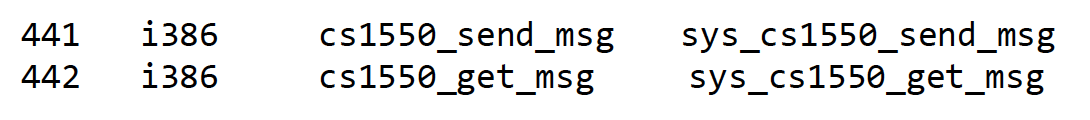 441 i386 cs1550_send_msg sys_cs1550_send_msg
442 i386 cs1550_get_msg sys_cs1550_get_msg